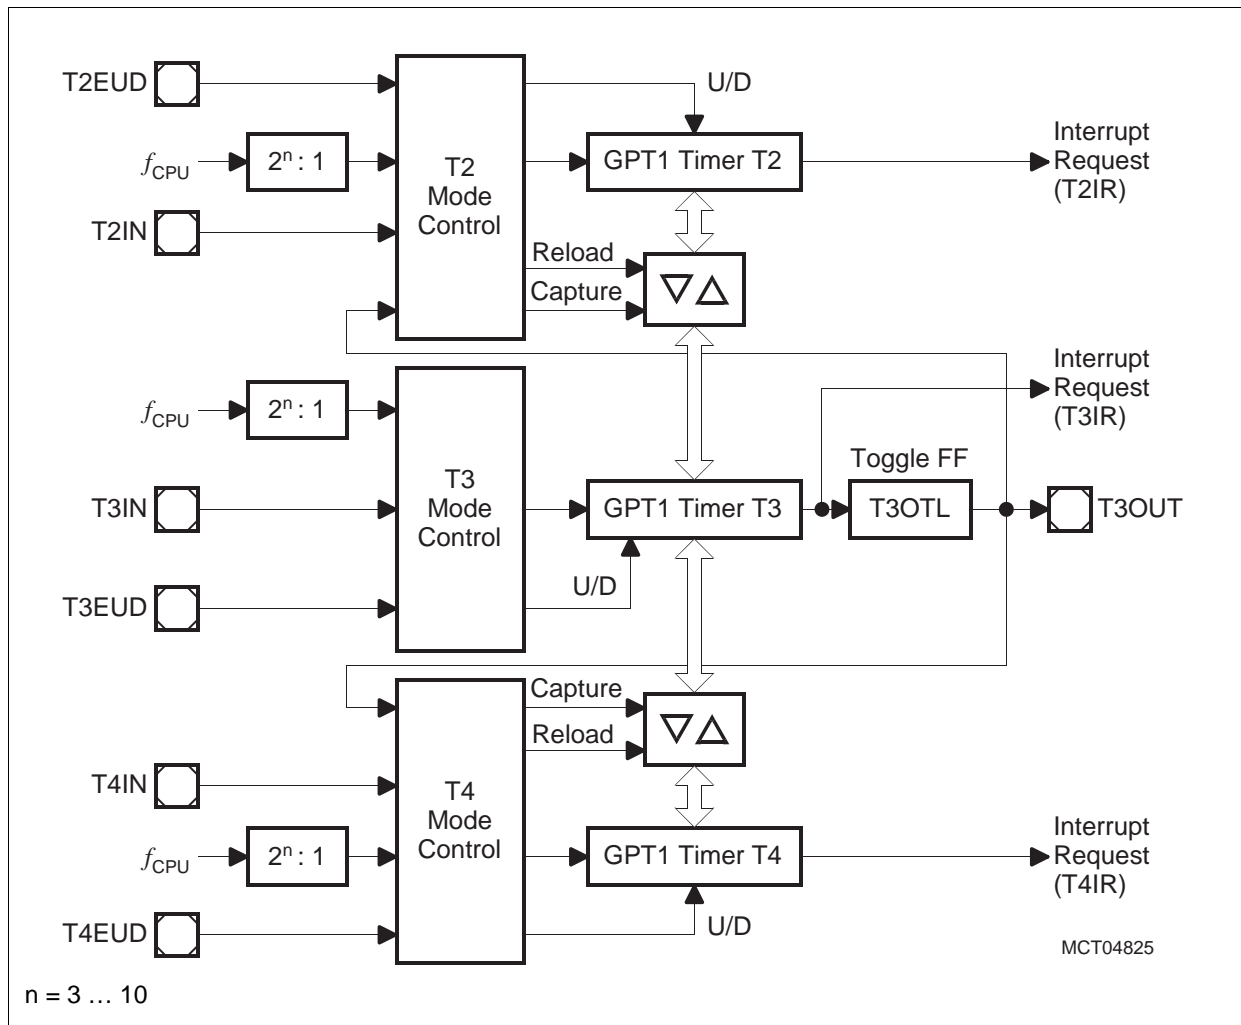 T2EUD
U/D
fCPU
2ⁿ : 1
T2
Mode
Control
GPT1 Timer T2
Interrupt
Request
(T2IR)
T2IN
Reload
Capture
fCPU
2ⁿ : 1
T3
Mode
Control
Interrupt
Request
(T3IR)
Toggle FF
T3IN
GPT1 Timer T3
T3OTL
T3OUT
T3EUD
U/D
Capture
Reload
T4IN
T4
Mode
Control
fCPU
2ⁿ : 1
GPT1 Timer T4
Interrupt
Request
(T4IR)
T4EUD
U/D
MCT04825
n = 3 … 10